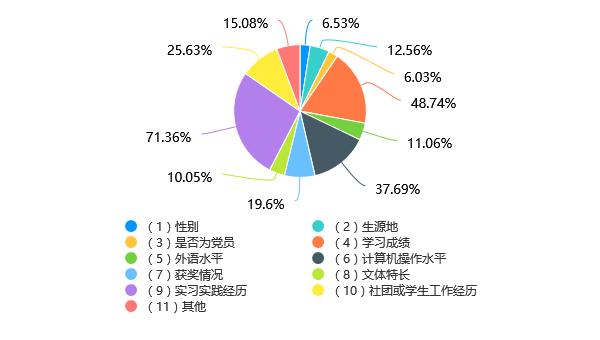 15.08%
6.53%
25.63%
12.56%
6.03%
48.74%
71.36%
11.06%
10.05%
37.69%
19.6%
（1）性别
（2）生源地
（3）是否为党员
（4）学习成绩
（5）外语水平
（6）计算机操作水平
（7）获奖情况
（8）文体特长
（9）实习实践经历
（10）社团或学生工作经历
（11）其他